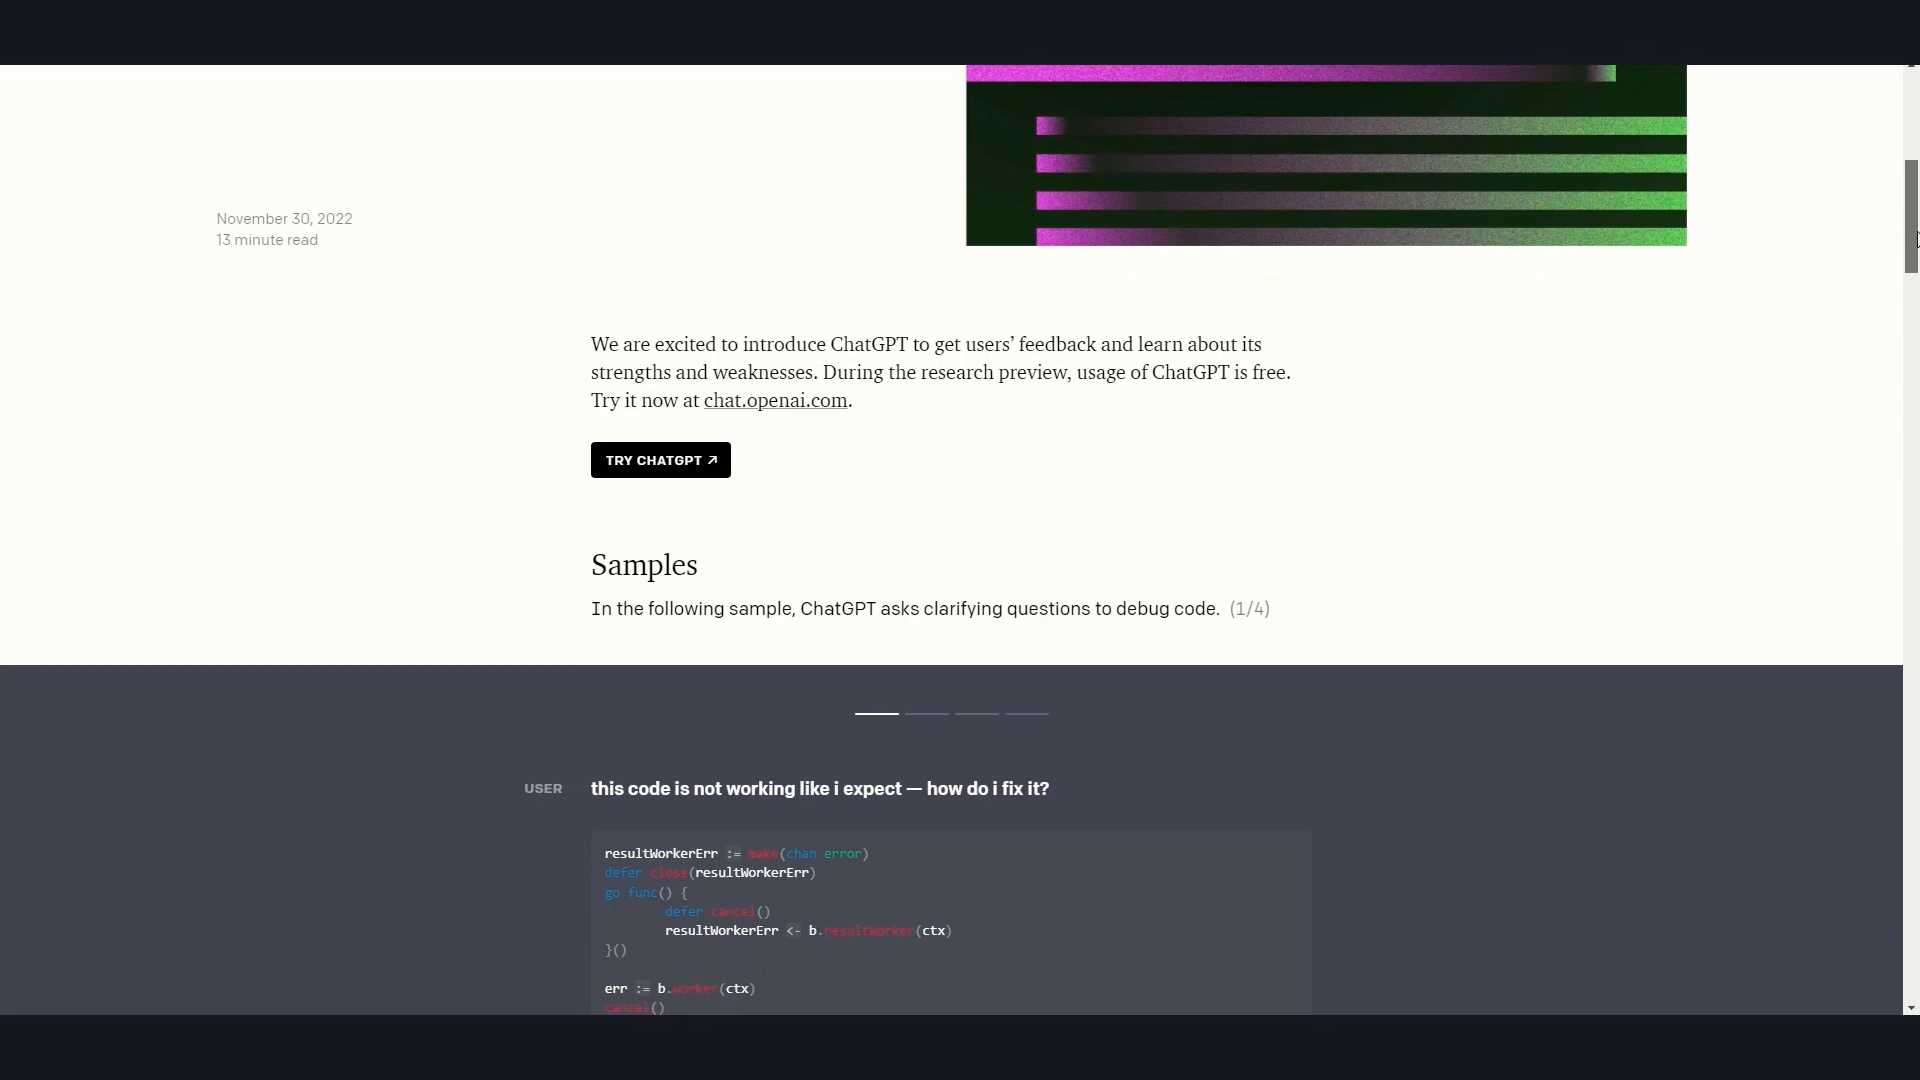 November 30, 2022
13 minute read
We are excited to introduce ChatGPT to get users’ feedback and learn about its
strengths and weaknesses. During the research preview, usage of ChatGPT is free.
Try it now at chat.openai.com.
TRY CHATGPT ↗
Samples
In the following sample, ChatGPT asks clarifying questions to debug code. (1/4)
USER this code is not working like i expect — how do i fix it?
resultWorkerErr := make(chan error)
defer close(resultWorkerErr)
go func() {
defer cancel()
resultWorkerErr <- b.resultWorker(ctx)
}()
err := b.worker(ctx)
cancel()